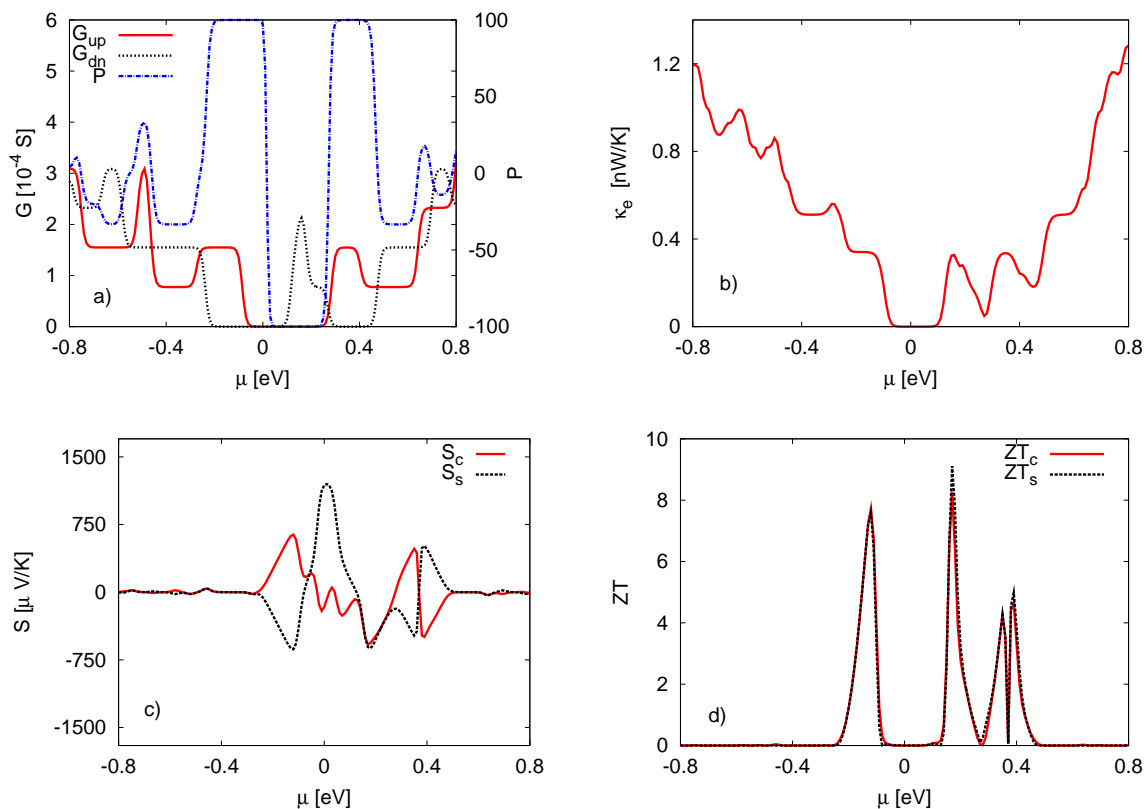 6
5
4
3
2
1
0
G [10⁻⁴ S]
G_up
G_dn
P
100
50
0
-50
-100
P
a)
-0.8 -0.4 0 0.4 0.8
μ [eV]
1.2
0.8
0.4
0
κ_e [nW/K]
b)
-0.8 -0.4 0 0.4 0.8
μ [eV]
1500
750
0
-750
-1500
S [μ V/K]
S_c
S_s
c)
-0.8 -0.4 0 0.4 0.8
μ [eV]
10
8
6
4
2
0
ZT
ZT_c
ZT_s
d)
-0.8 -0.4 0 0.4 0.8
μ [eV]